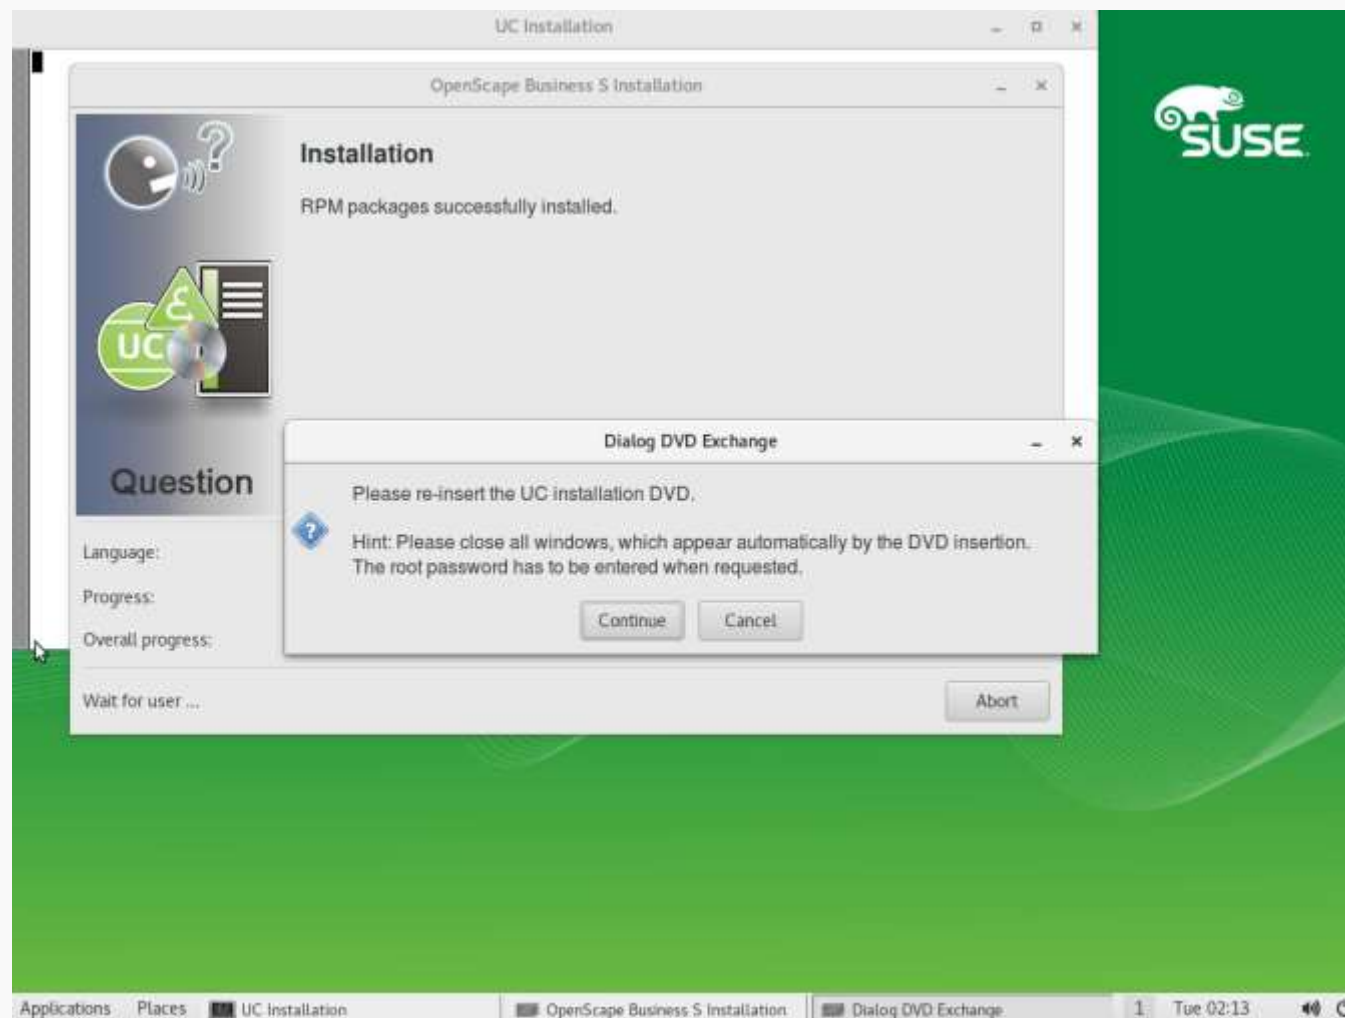 UC Installation
OpenScape Business S Installation
SUSE
Installation
RPM packages successfully installed.
UC
Question
Dialog DVD Exchange
Please re-insert the UC installation DVD.
Hint: Please close all windows, which appear automatically by the DVD insertion.
The root password has to be entered when requested.
Continue Cancel
Language:
Progress:
Overall progress:
Wait for user ...
Abort
Applications Places UC Installation OpenScape Business S Installation Dialog DVD Exchange 1 Tue 02:13